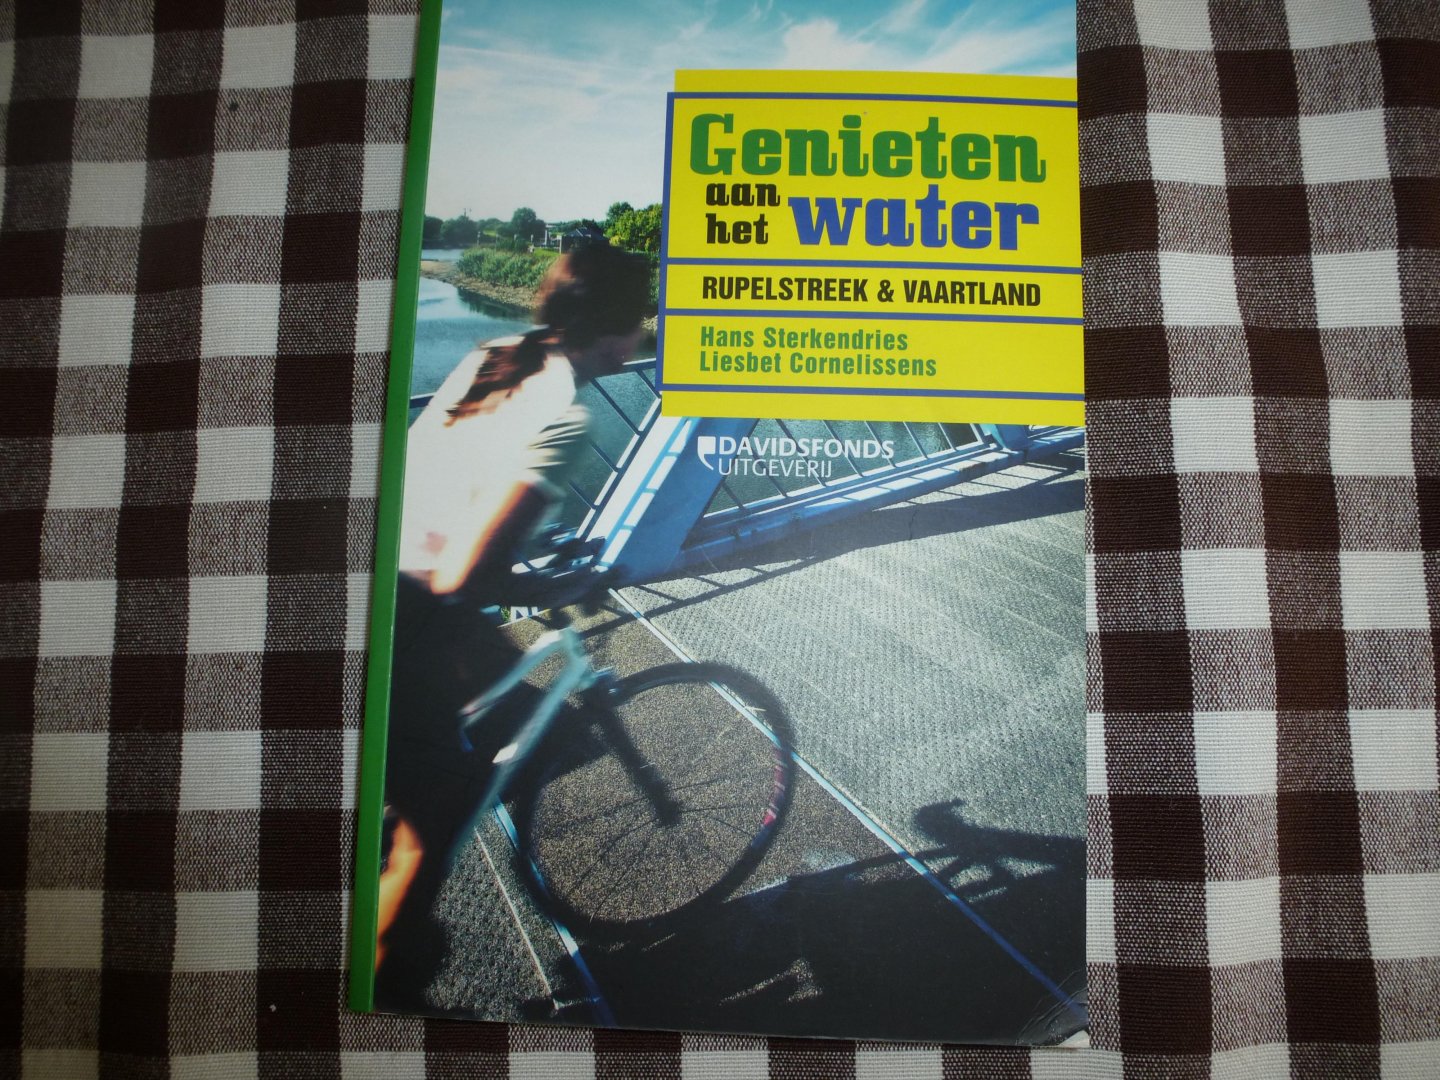 Genieten
aan
het water
RUPELSTREEK & VAARTLAND
Hans Sterkendries
Liesbet Cornelissens
DAVIDSFONDS
UITGEVERIJ